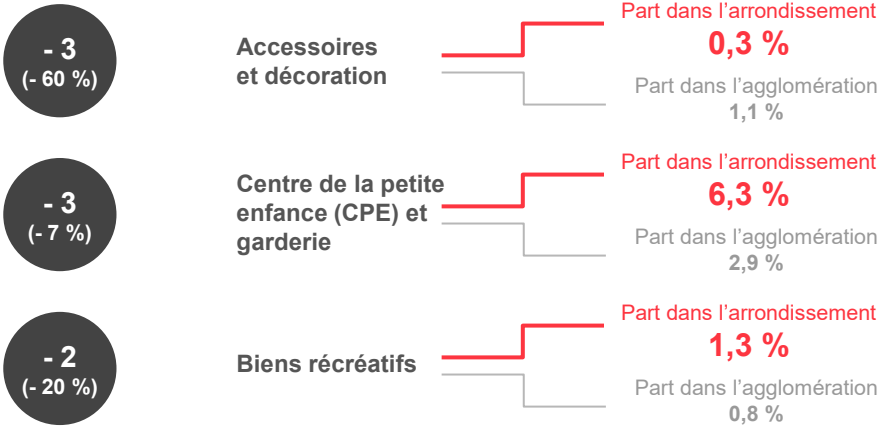 - 3
(- 60 %)
Accessoires
et décoration
Part dans l’arrondissement
0,3 %
Part dans l’agglomération
1,1 %
- 3
(- 7 %)
Centre de la petite
enfance (CPE) et
garderie
Part dans l’arrondissement
6,3 %
Part dans l’agglomération
2,9 %
- 2
(- 20 %)
Biens récréatifs
Part dans l’arrondissement
1,3 %
Part dans l’agglomération
0,8 %